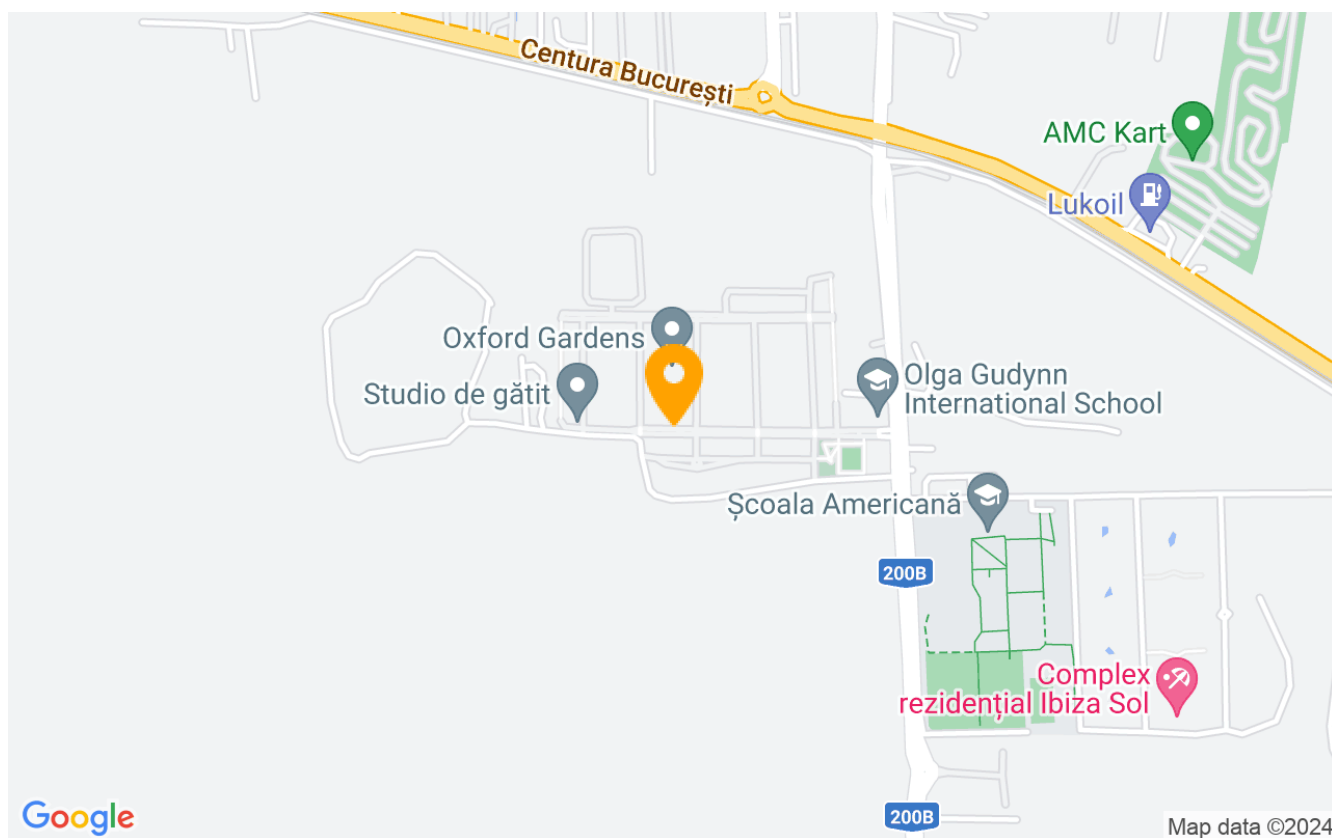 Centura București
AMC Kart
Lukoil
Oxford Gardens
Studio de gătit
Olga Gudynn
International School
Școala Americană
200B
Complex
rezidențial Ibiza Sol
200B
Google
Map data ©2024